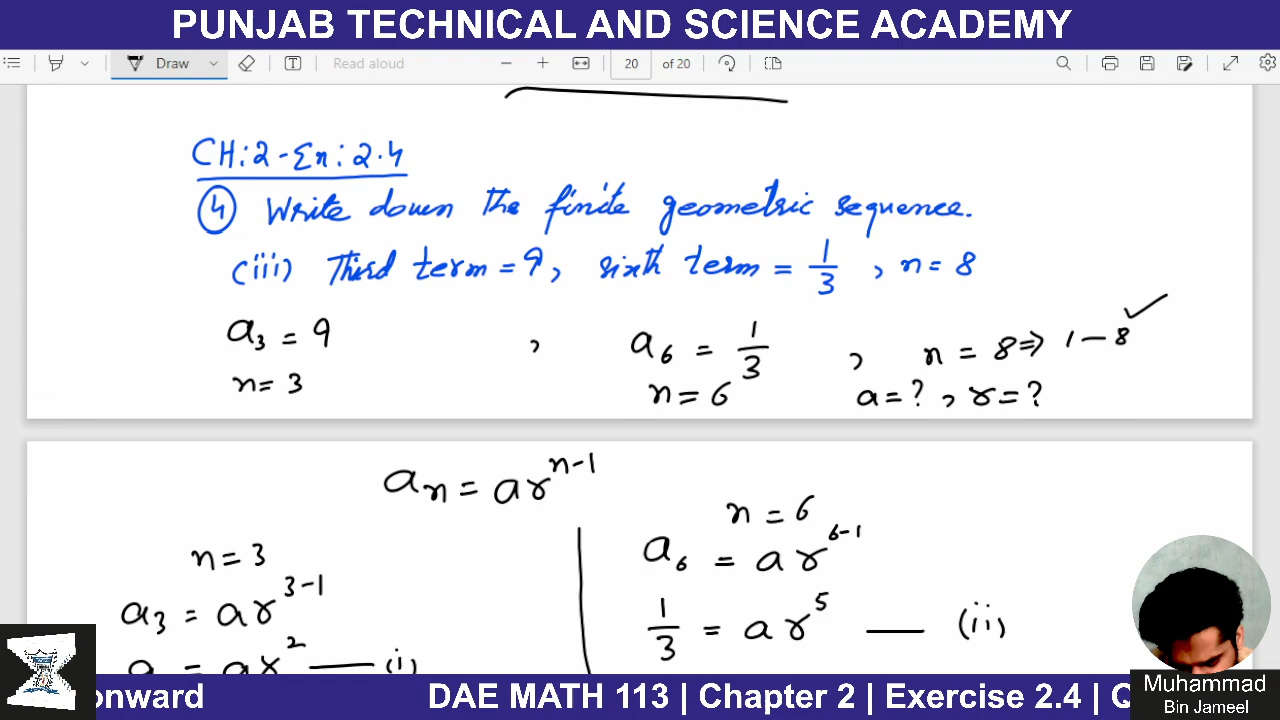 PUNJAB TECHNICAL AND SCIENCE ACADEMY
Draw Read aloud 20 of 20
CH:2-Ex:2.4
(4) Write down the finite geometric sequence.
(iii) Third term = 9, sixth term = 1/3, n = 8
a₃ = 9 , a₆ = 1/3 , n = 8 ⇒ 1 – 8 ✓
n = 3 n = 6 a = ?, r = ?
aₙ = ar^(n-1)
n = 6
n = 3
a₆ = ar^(6-1)
a₃ = ar^(3-1)
1/3 = ar⁵ — (ii)
= ar² — (i)
onward DAE MATH 113 | Chapter 2 | Exercise 2.4 | Q
Muhammad
Bin Jameel